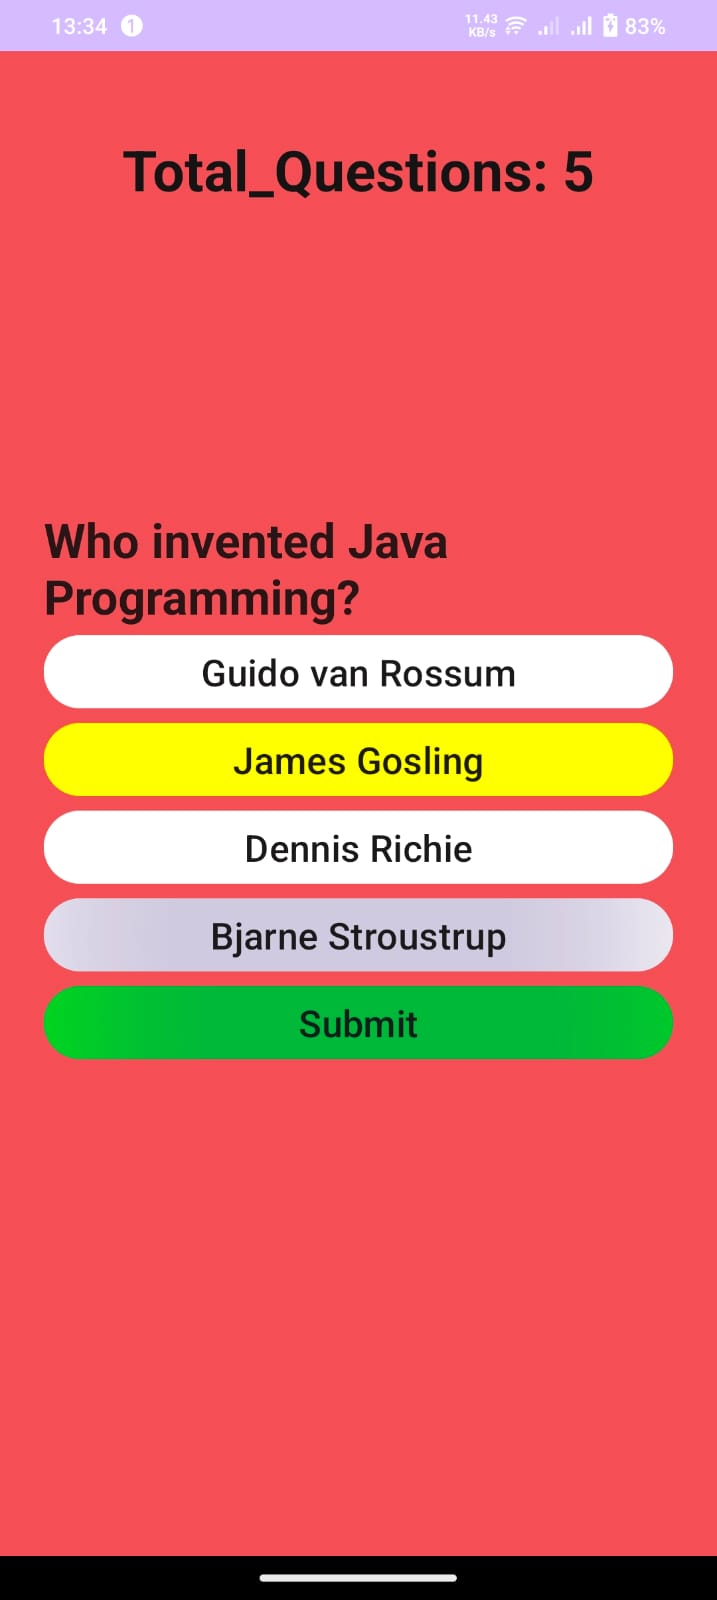 13:34 1 11.43 KB/s 83%
Total_Questions: 5
Who invented Java
Programming?
Guido van Rossum
James Gosling
Dennis Richie
Bjarne Stroustrup
Submit